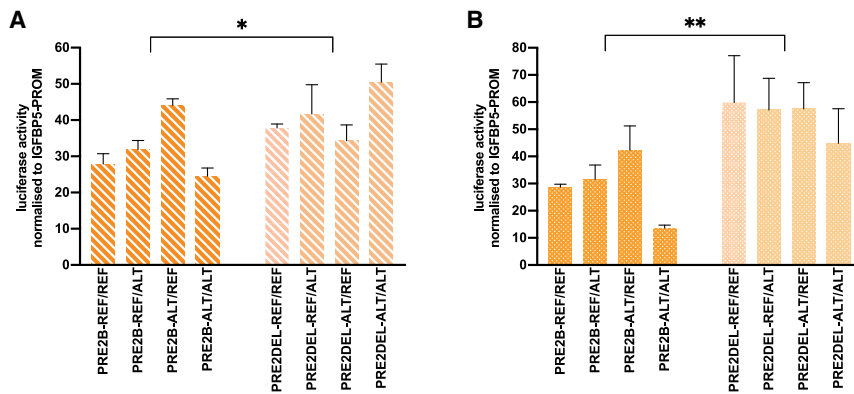 A
*
60
50
40
30
20
10
0
luciferase activity
normalised to IGFBP5-PROM
PRE2B-REF/REF
PRE2B-REF/ALT
PRE2B-ALT/REF
PRE2B-ALT/ALT
PRE2DEL-REF/REF
PRE2DEL-REF/ALT
PRE2DEL-ALT/REF
PRE2DEL-ALT/ALT
B
**
80
70
60
50
40
30
20
10
0
luciferase activity
normalised to IGFBP5-PROM
PRE2B-REF/REF
PRE2B-REF/ALT
PRE2B-ALT/REF
PRE2B-ALT/ALT
PRE2DEL-REF/REF
PRE2DEL-REF/ALT
PRE2DEL-ALT/REF
PRE2DEL-ALT/ALT